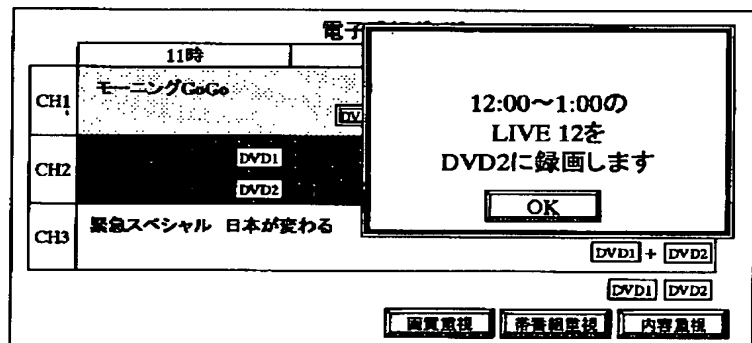 電子
11時
CH1
モーニングGoGo
DV
CH2
DVD1
DVD2
CH3
緊急スペシャル 日本が変わる
12:00～1:00の
LIVE 12を
DVD2に録画します
OK
DVD1 + DVD2
DVD1 DVD2
画質重視 帯番組重視 内容重視